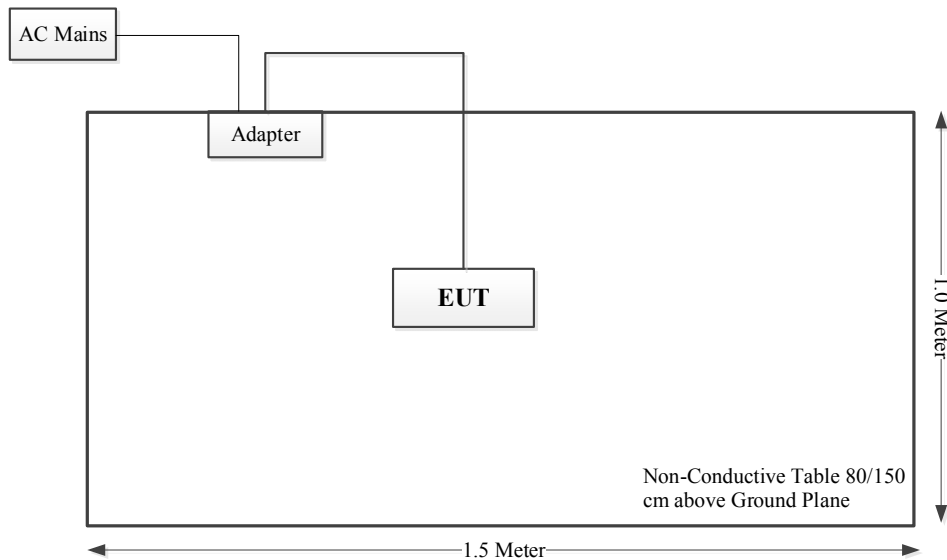 AC Mains
Adapter
EUT
1.0 Meter
Non-Conductive Table 80/150
cm above Ground Plane
1.5 Meter